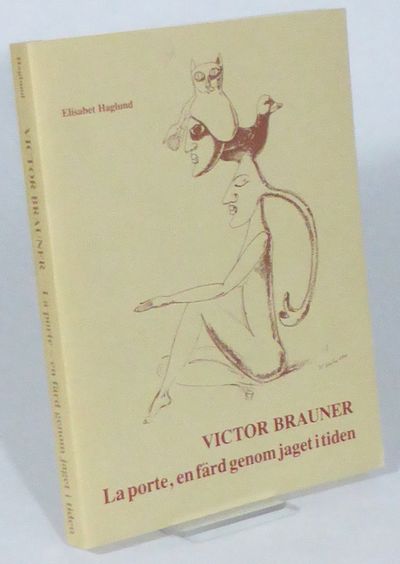 Elisabet Haglund
VICTOR BRAUNER
La porte, en färd genom jaget i tiden
Haglund VICTOR BRAUNER La porte - en färd genom jaget i tiden